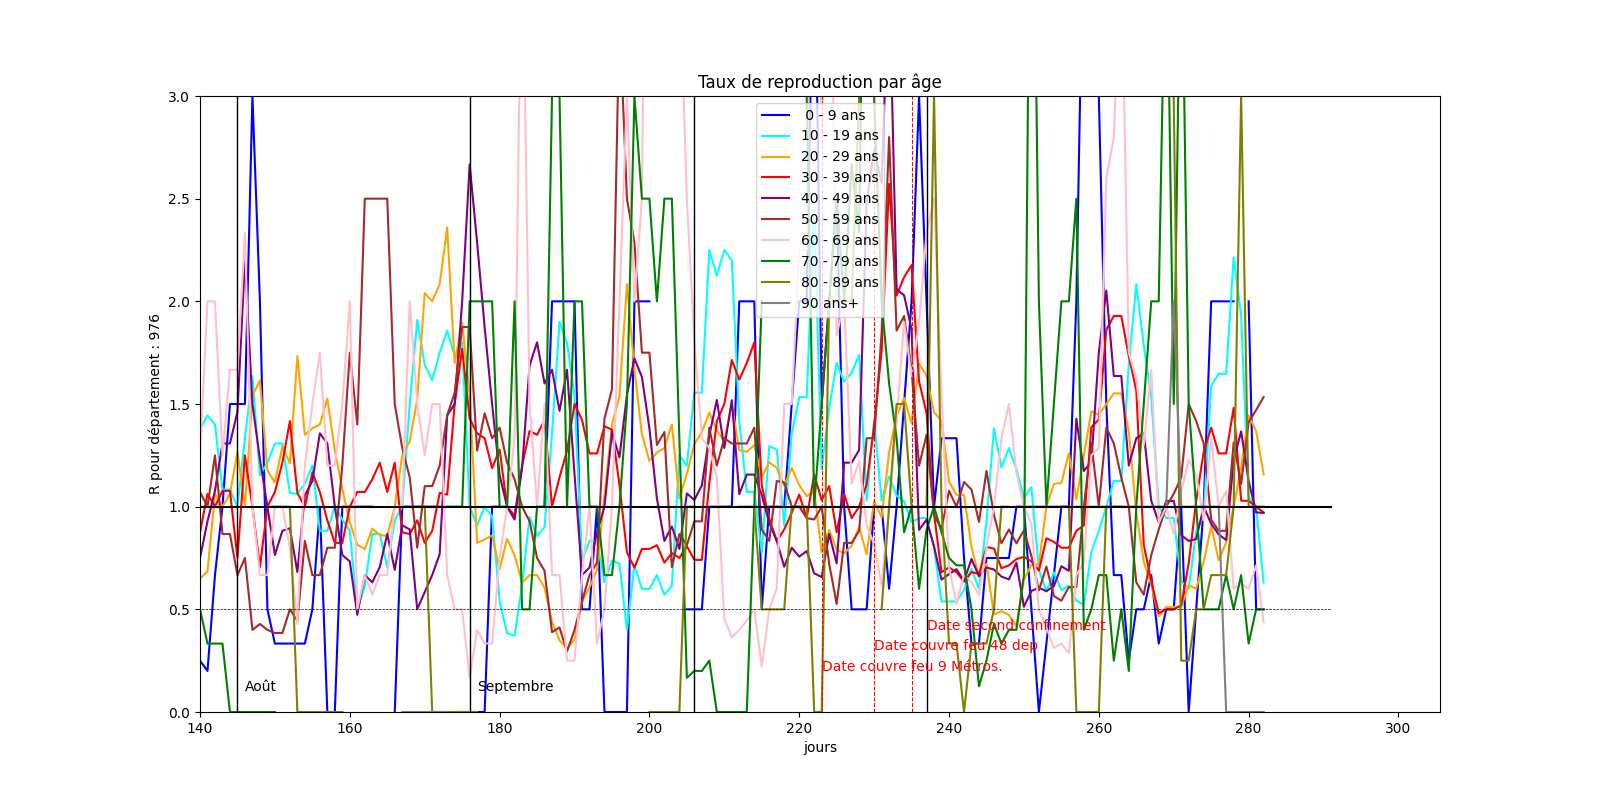 Taux de reproduction par âge
R pour département : 976
3.0
2.5
2.0
1.5
1.0
0.5
0.0
0 - 9 ans
10 - 19 ans
20 - 29 ans
30 - 39 ans
40 - 49 ans
50 - 59 ans
60 - 69 ans
70 - 79 ans
80 - 89 ans
90 ans+
Date second confinement
Date couvre feu 48 dep
Date couvre feu 9 Métros.
Août
Septembre
140 160 180 200 220 240 260 280 300
jours